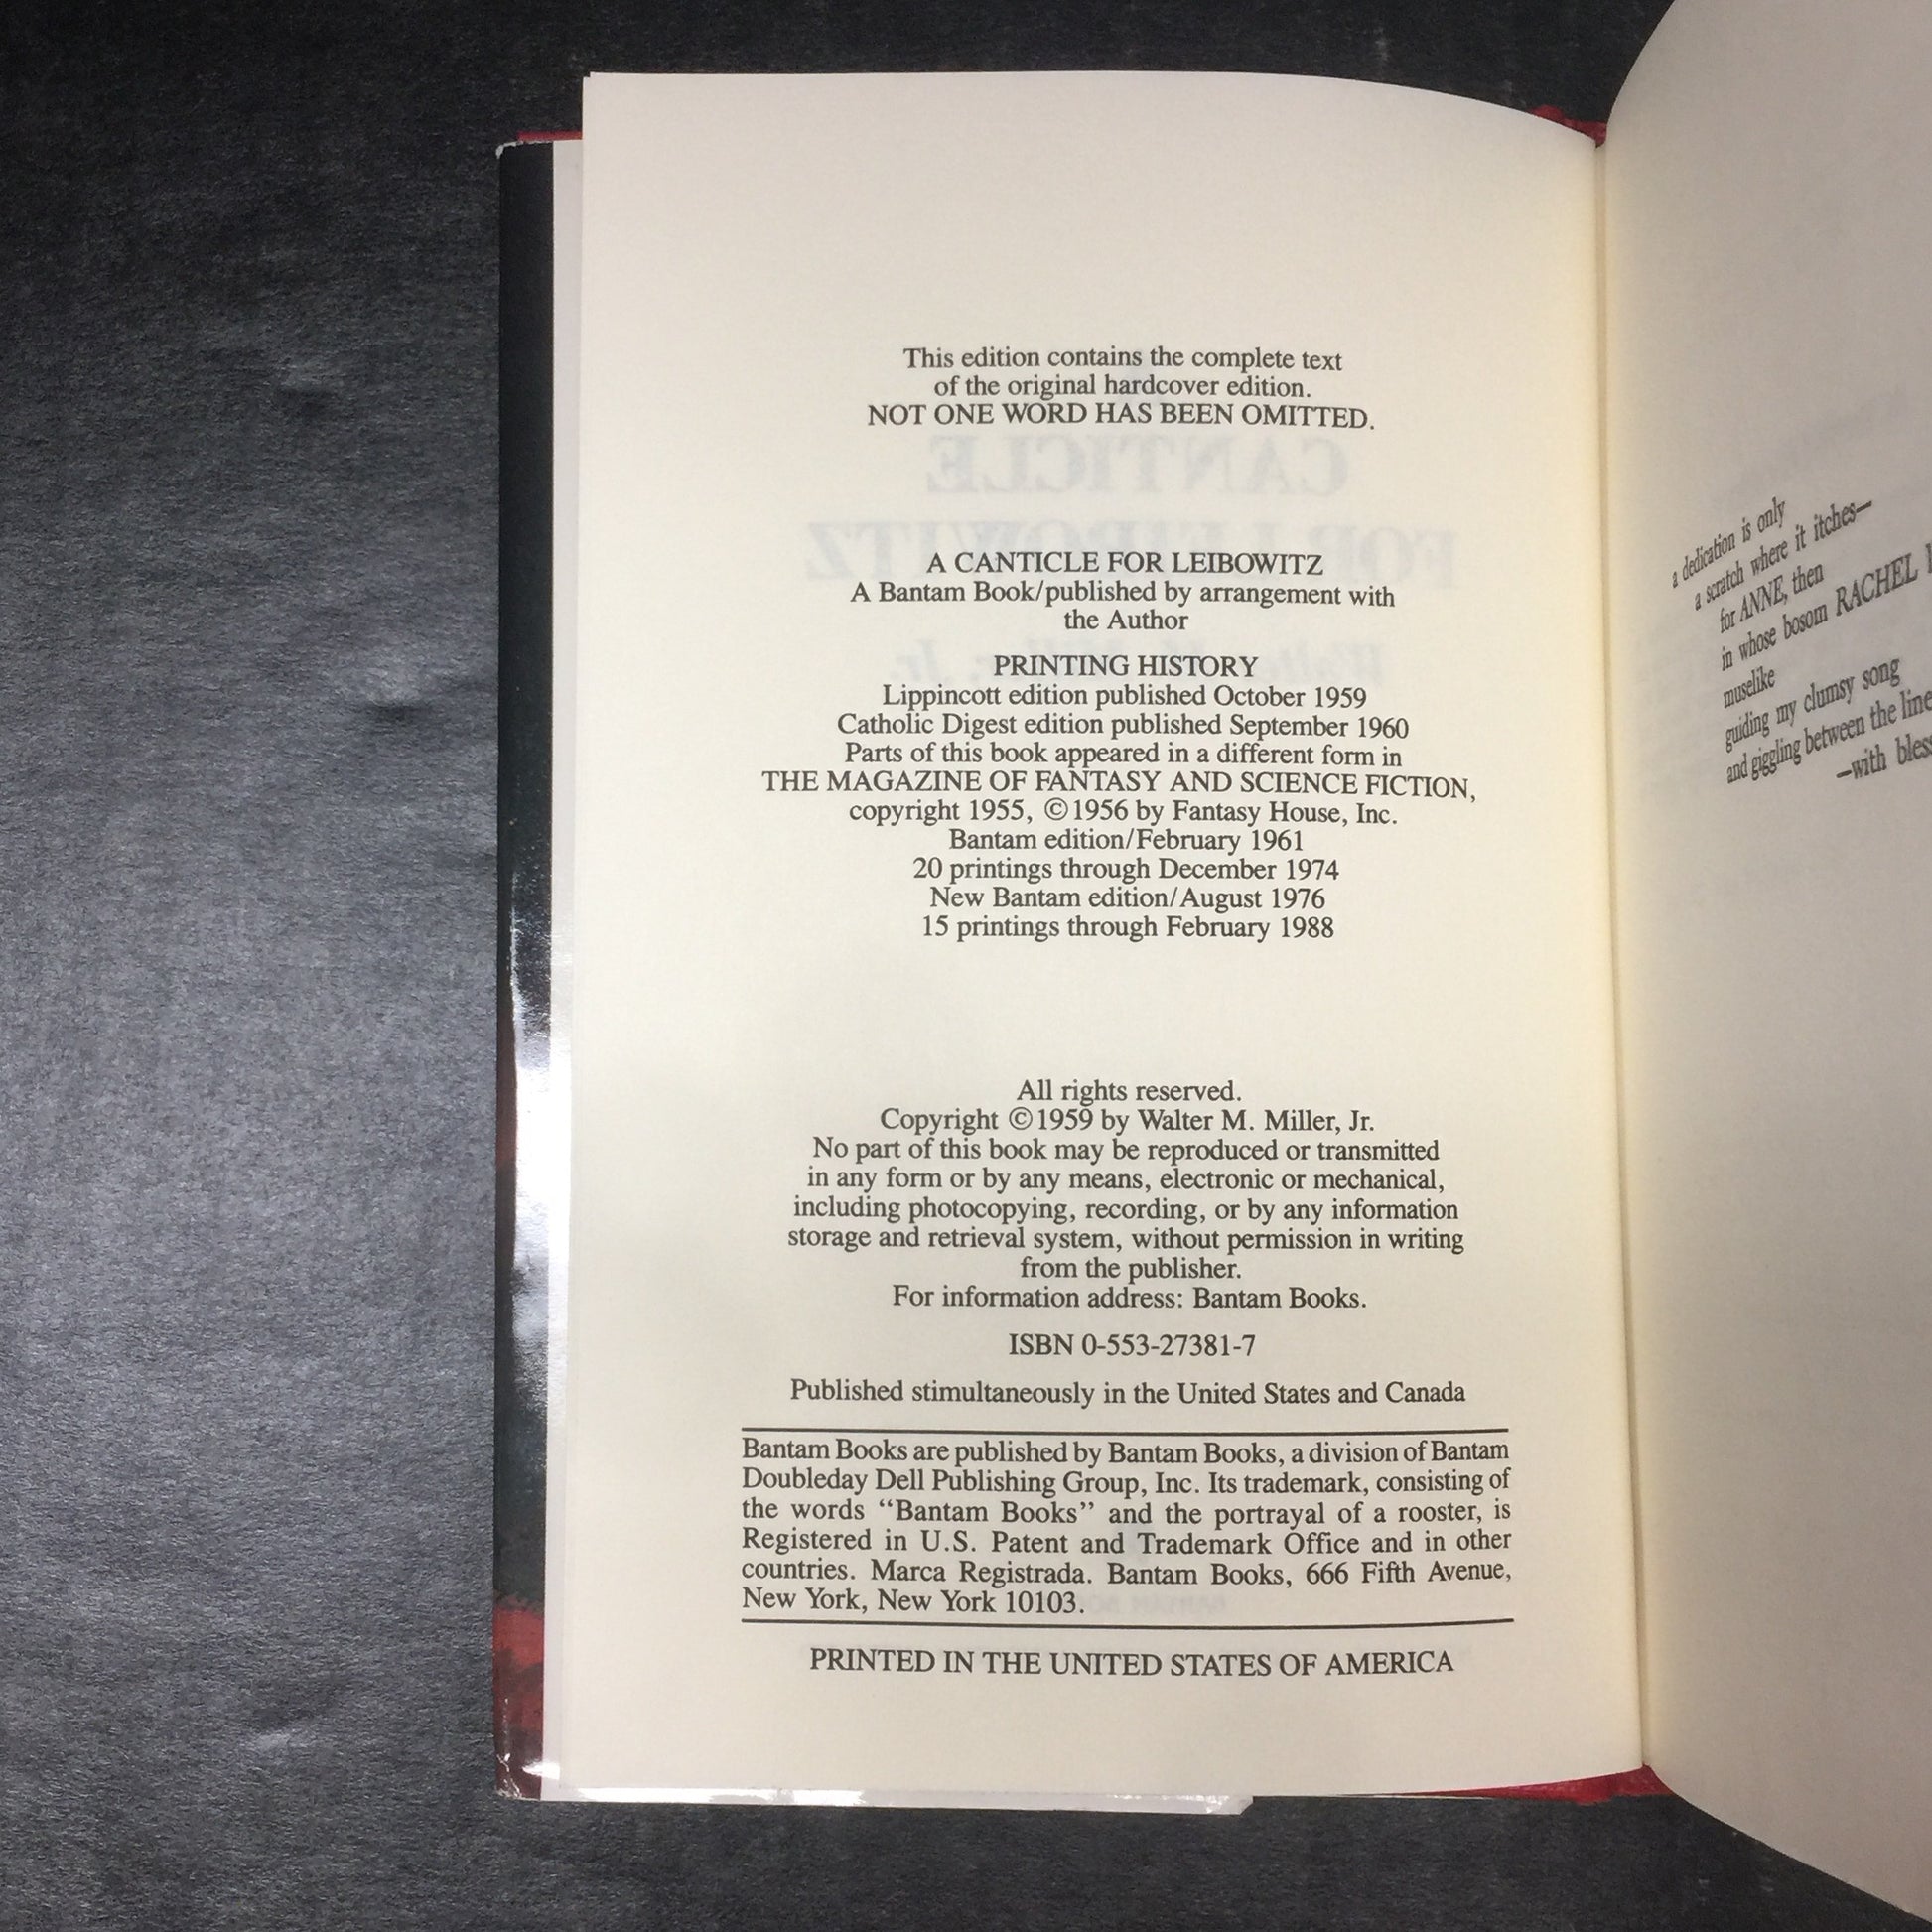 This edition contains the complete text
of the original hardcover edition.
NOT ONE WORD HAS BEEN OMITTED.
CANTICLE
FOR LEIBOWITZ
A CANTICLE FOR LEIBOWITZ
A Bantam Book/published by arrangement with
the Author
PRINTING HISTORY
Lippincott edition published October 1959
Catholic Digest edition published September 1960
Parts of this book appeared in a different form in
THE MAGAZINE OF FANTASY AND SCIENCE FICTION,
copyright 1955, ©1956 by Fantasy House, Inc.
Bantam edition/February 1961
20 printings through December 1974
New Bantam edition/August 1976
15 printings through February 1988
All rights reserved.
Copyright ©1959 by Walter M. Miller, Jr.
No part of this book may be reproduced or transmitted
in any form or by any means, electronic or mechanical,
including photocopying, recording, or by any information
storage and retrieval system, without permission in writing
from the publisher.
For information address: Bantam Books.
ISBN 0-553-27381-7
Published stimultaneously in the United States and Canada
Bantam Books are published by Bantam Books, a division of Bantam
Doubleday Dell Publishing Group, Inc. Its trademark, consisting of
the words “Bantam Books” and the portrayal of a rooster, is
Registered in U.S. Patent and Trademark Office and in other
countries. Marca Registrada. Bantam Books, 666 Fifth Avenue,
New York, New York 10103.
PRINTED IN THE UNITED STATES OF AMERICA
a dedication is only
a scratch where it itches—
for ANNE, then
in whose bosom RACHEL
muselike
guiding my clumsy song
and giggling between the
—with